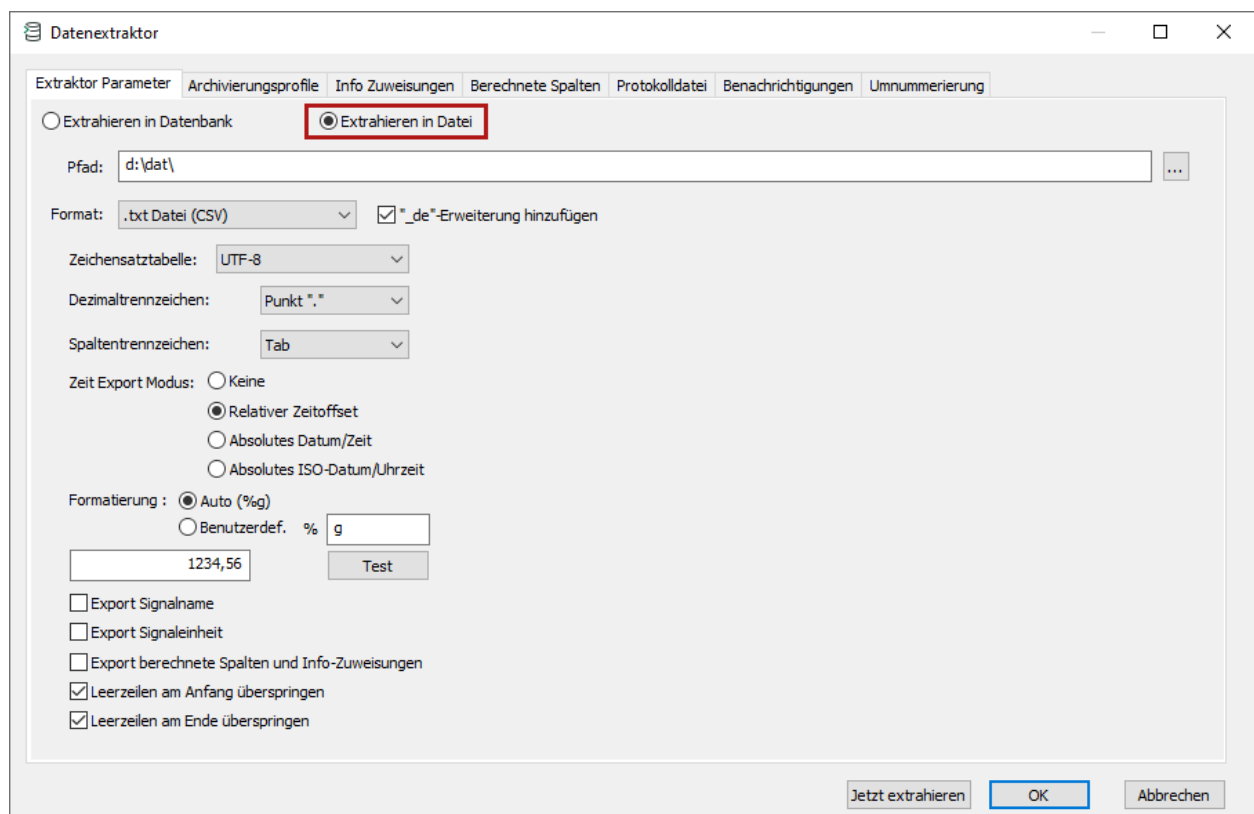 Datenextraktor
Extraktor Parameter Archivierungsprofile Info Zuweisungen Berechnete Spalten Protokolldatei Benachrichtigungen Umnummerierung
Extrahieren in Datenbank Extrahieren in Datei
Pfad: d:\dat\ ...
Format: .txt Datei (CSV) "_de"-Erweiterung hinzufügen
Zeichensatztabelle: UTF-8
Dezimaltrennzeichen: Punkt "."
Spaltentrennzeichen: Tab
Zeit Export Modus: Keine
Relativer Zeitoffset
Absolutes Datum/Zeit
Absolutes ISO-Datum/Uhrzeit
Formatierung : Auto (%g)
Benutzerdef. % g
1234,56 Test
Export Signalname
Export Signaleinheit
Export berechnete Spalten und Info-Zuweisungen
Leerzeilen am Anfang überspringen
Leerzeilen am Ende überspringen
Jetzt extrahieren OK Abbrechen